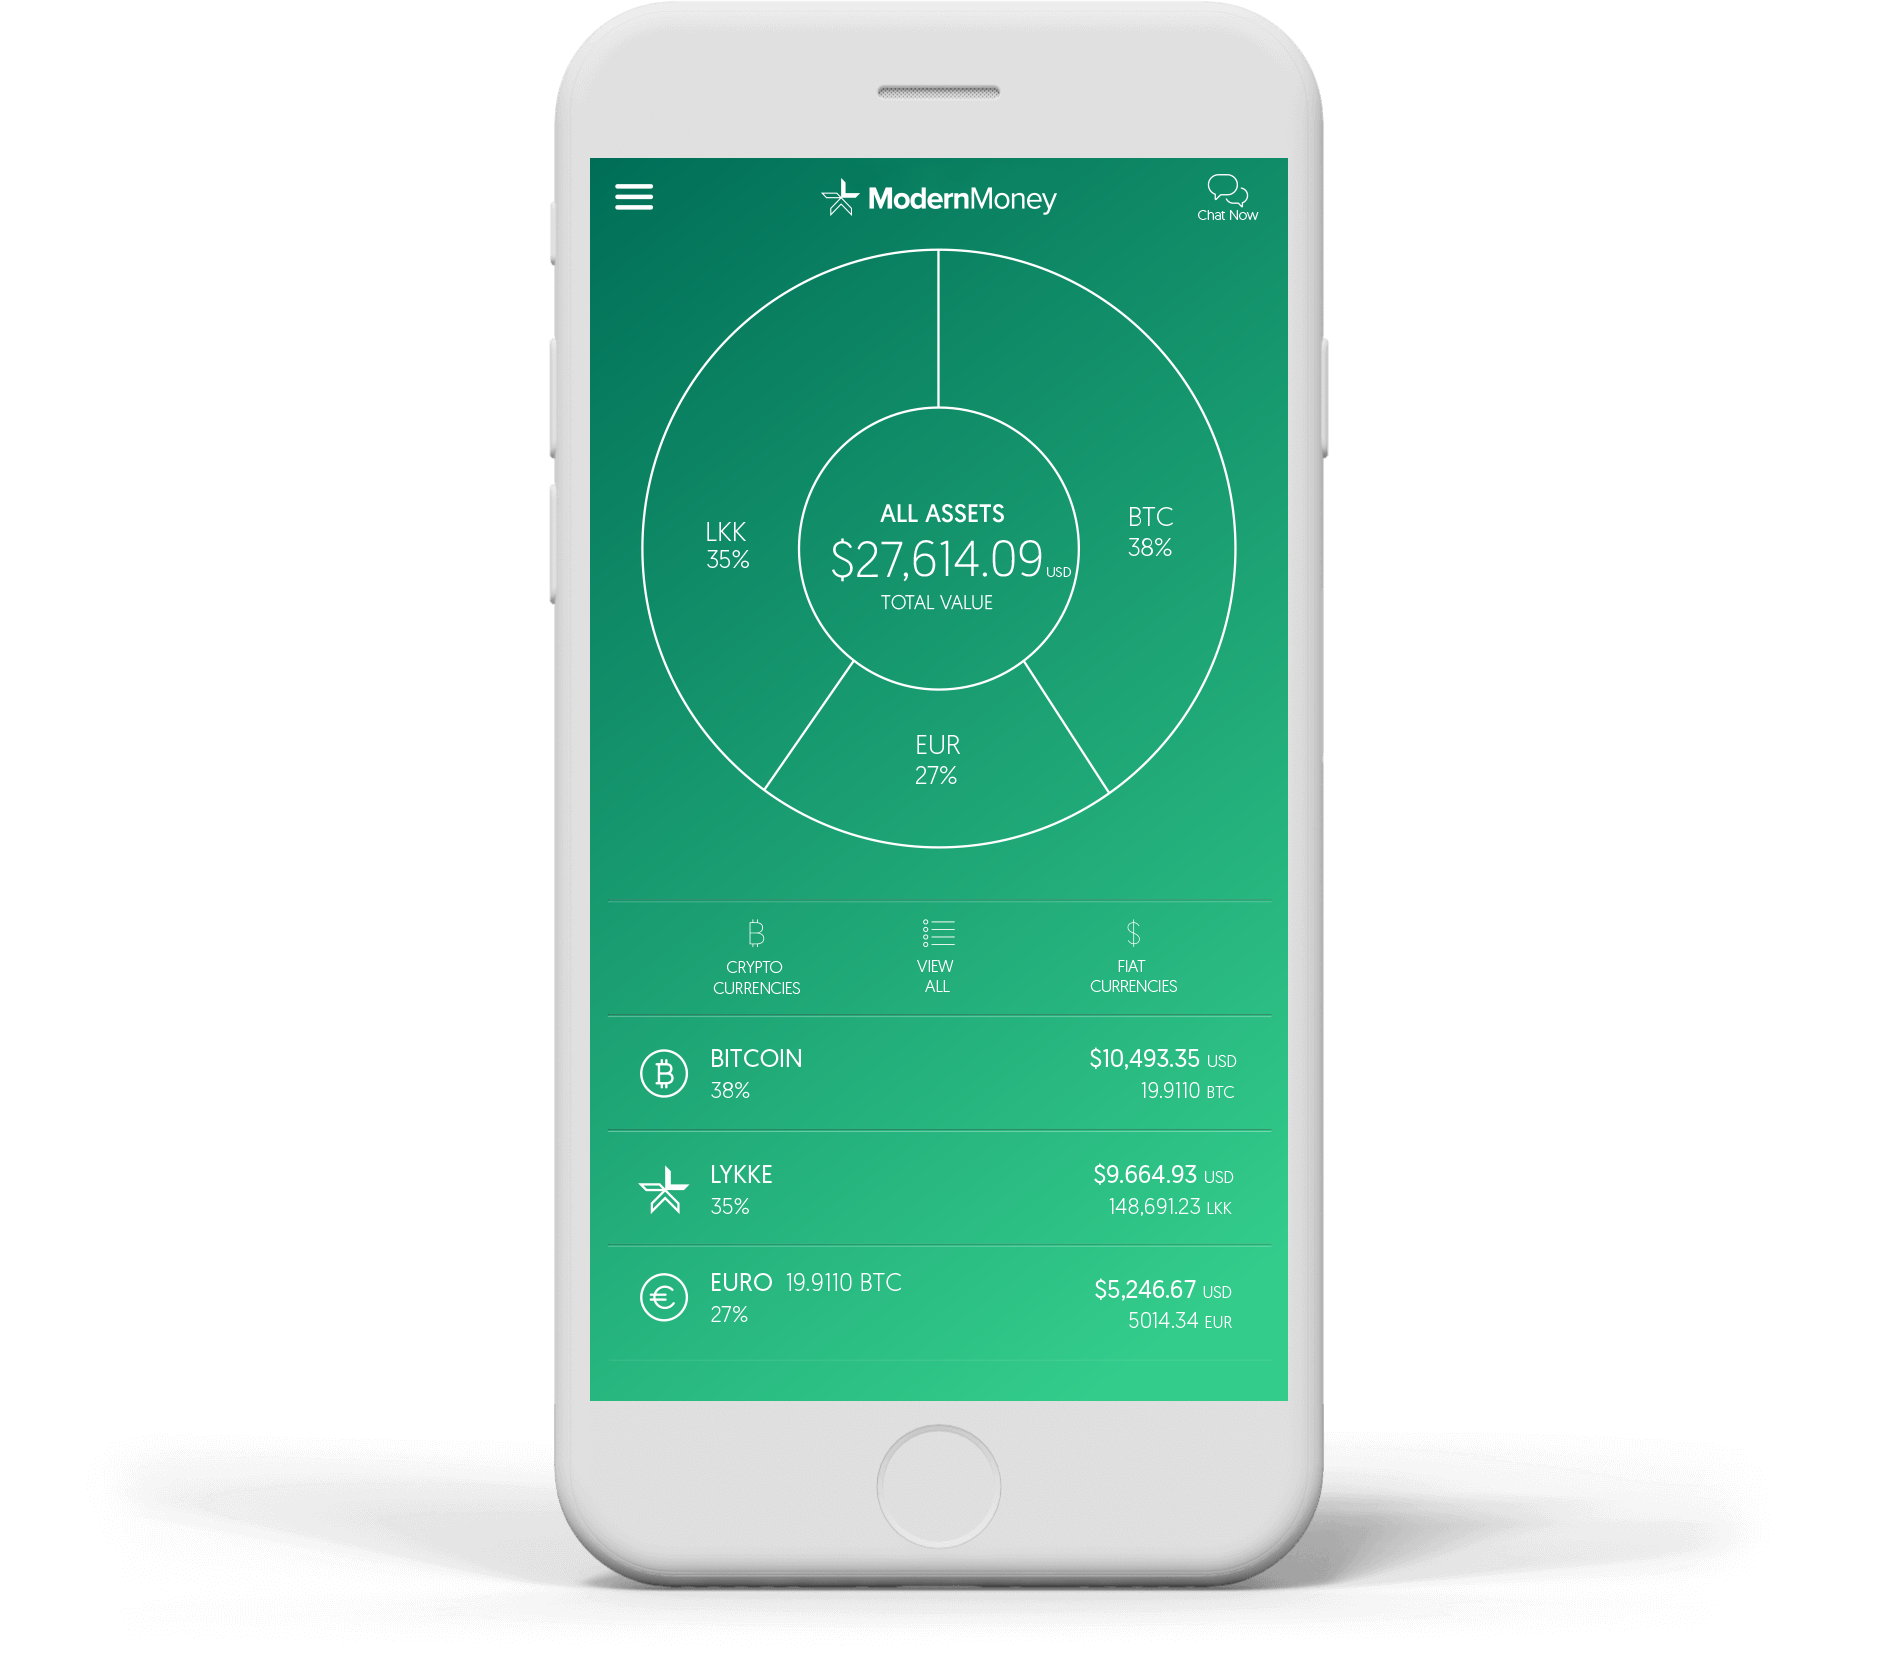 ModernMoney
Chat Now
LKK
35%
ALL ASSETS
$27,614.09 USD
TOTAL VALUE
BTC
38%
EUR
27%
CRYPTO
CURRENCIES
VIEW
ALL
FIAT
CURRENCIES
BITCOIN
38%
$10,493.35 USD
19.9110 BTC
LYKKE
35%
$9.664.93 USD
148,691.23 LKK
EURO 19.9110 BTC
27%
$5,246.67 USD
5014.34 EUR